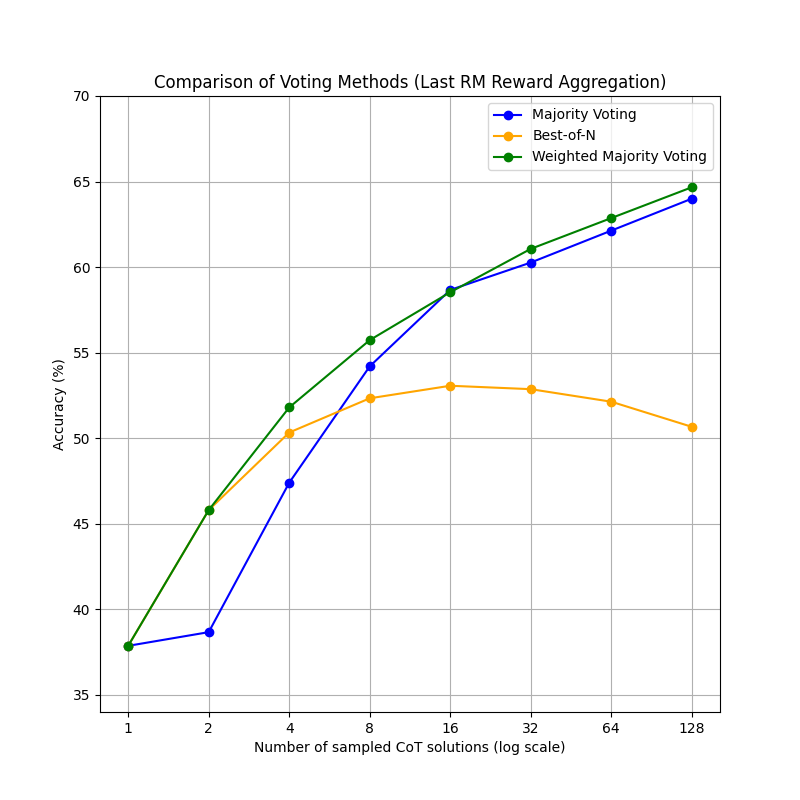 Comparison of Voting Methods (Last RM Reward Aggregation)
Majority Voting
Best-of-N
Weighted Majority Voting
Accuracy (%)
70
65
60
55
50
45
40
35
1 2 4 8 16 32 64 128
Number of sampled CoT solutions (log scale)